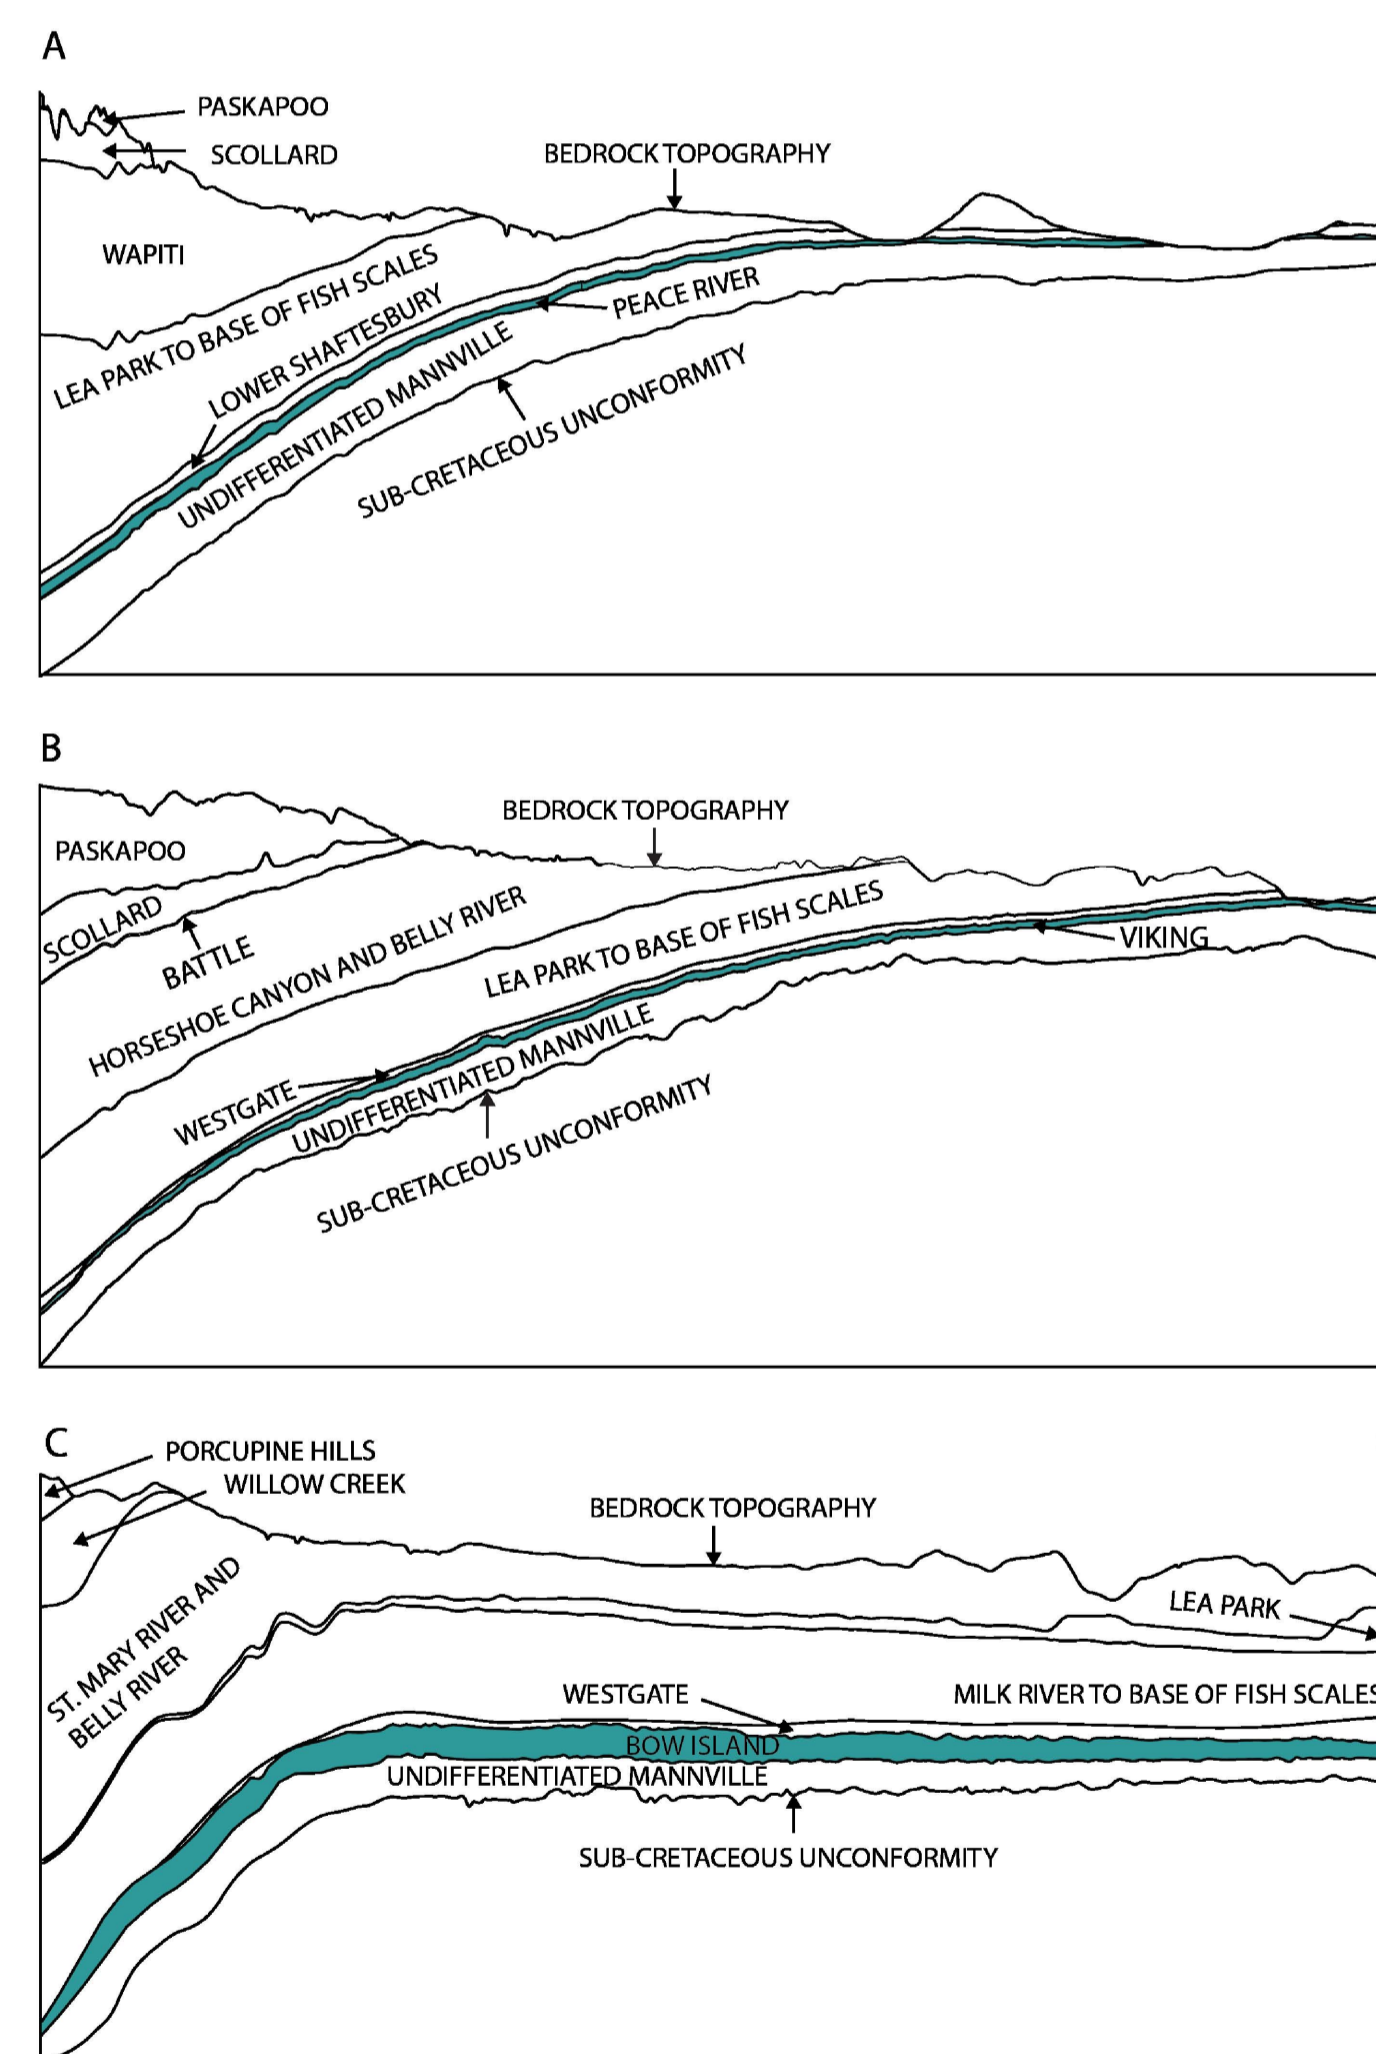 A
PASKAPOO
SCOLLARD
BEDROCK TOPOGRAPHY
WAPITI
LEA PARK TO BASE OF FISH SCALES
LOWER SHAFTESBURY
PEACE RIVER
UNDIFFERENTIATED MANNVILLE
SUB-CRETACEOUS UNCONFORMITY
B
BEDROCK TOPOGRAPHY
PASKAPOO
SCOLLARD
BATTLE
HORSESHOE CANYON AND BELLY RIVER
LEA PARK TO BASE OF FISH SCALES
VIKING
WESTGATE
UNDIFFERENTIATED MANNVILLE
SUB-CRETACEOUS UNCONFORMITY
C
PORCUPINE HILLS
WILLOW CREEK
BEDROCK TOPOGRAPHY
ST. MARY RIVER AND
BELLY RIVER
LEA PARK
WESTGATE
MILK RIVER TO BASE OF FISH SCALES
BOW ISLAND
UNDIFFERENTIATED MANNVILLE
SUB-CRETACEOUS UNCONFORMITY